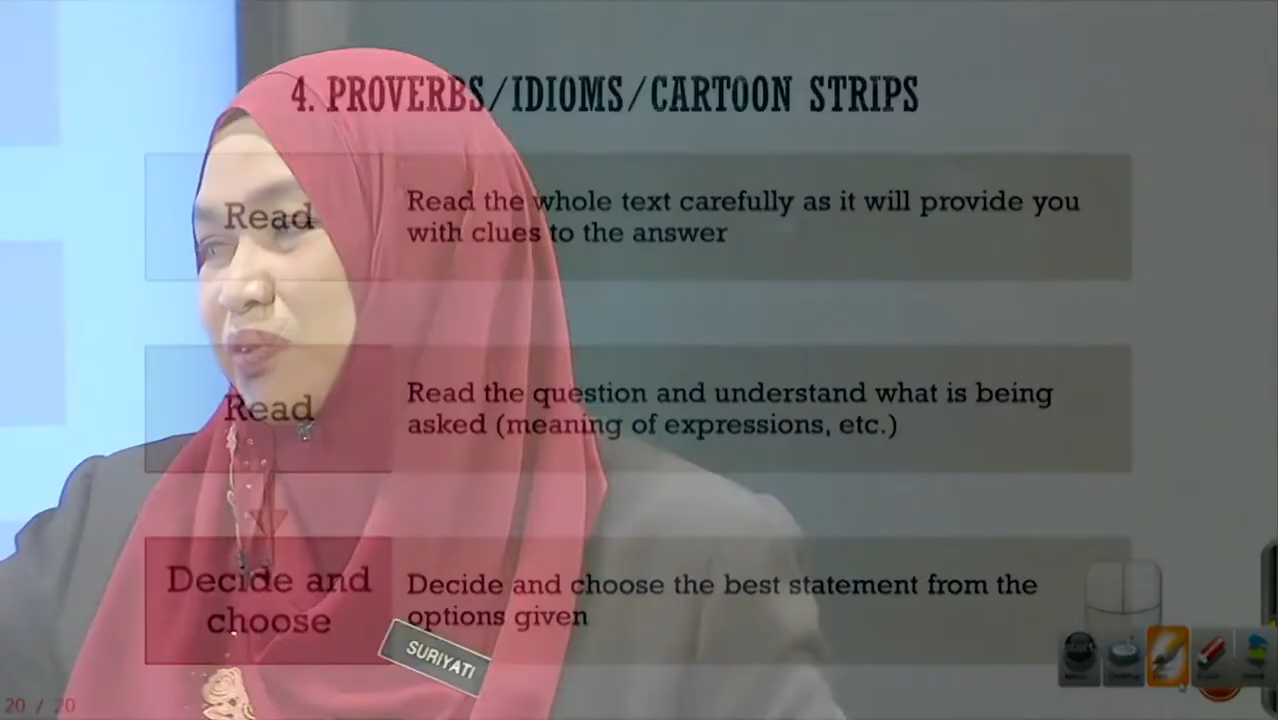 4. PROVERBS/IDIOMS/CARTOON STRIPS
Read
Read the whole text carefully as it will provide you
with clues to the answer
Read
Read the question and understand what is being
asked (meaning of expressions, etc.)
Decide and
choose
Decide and choose the best statement from the
options given
SURIYATI
20 / 20